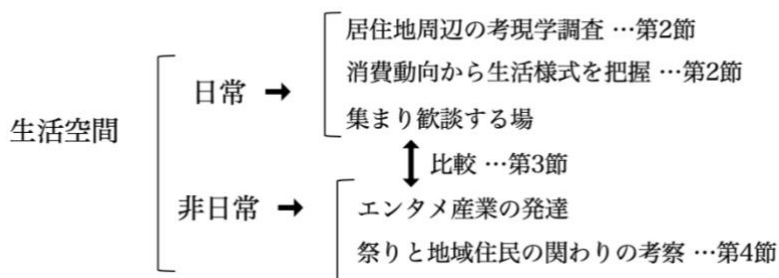 居住地周辺の考現学調査 …第2節
消費動向から生活様式を把握 …第2節
日常 ➡
集まり歓談する場
生活空間
比較 …第3節
非日常 ➡
エンタメ産業の発達
祭りと地域住民の関わりの考察 …第4節